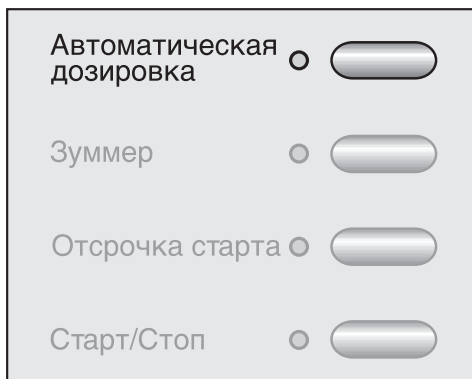 Автоматическая
дозировка
Зуммер
Отсрочка старта
Старт/Стоп